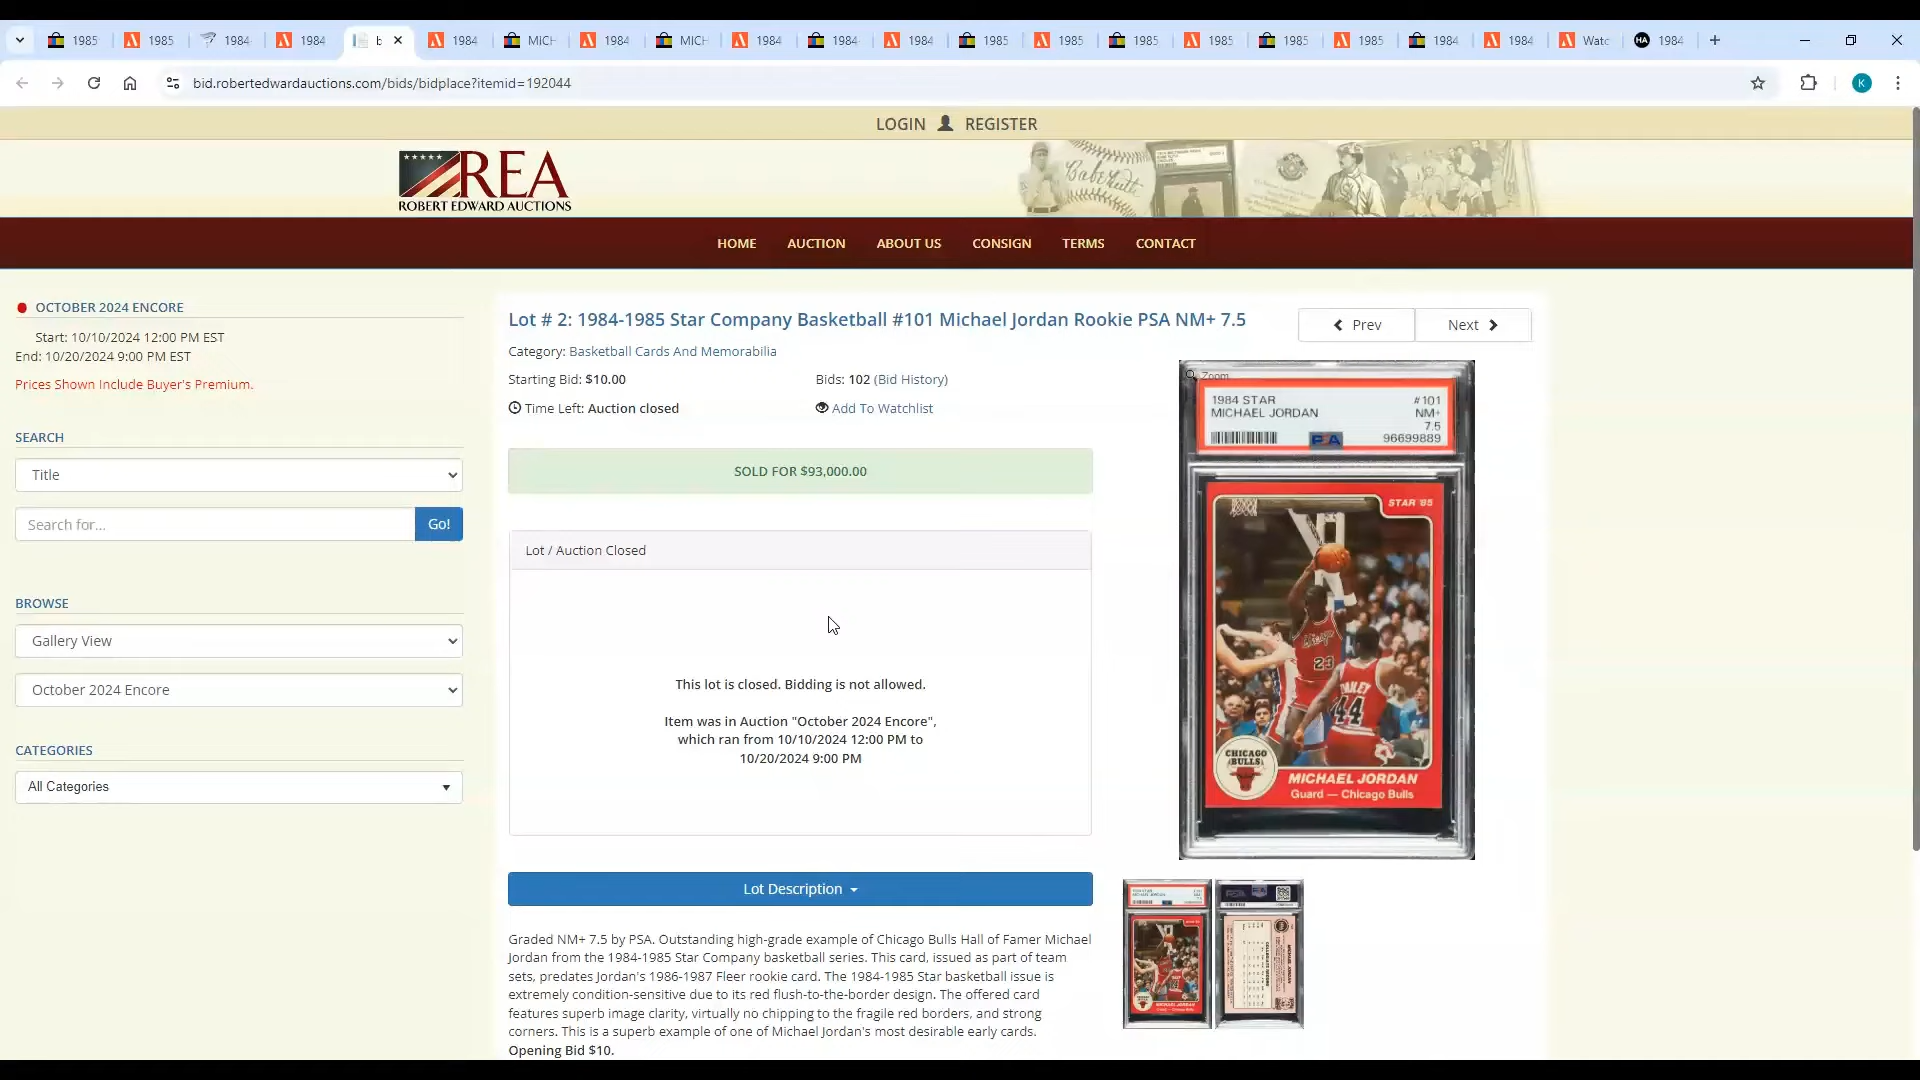 1985
1985
1984
1984
b
1984
MICH
1984
MICH
1984
1984
1984
1985
1985
1985
1985
1985
1985
1984
1984
Watc
HA
1984
bid.robertedwardauctions.com/bids/bidplace?itemid=192044
K
LOGIN REGISTER
REA
ROBERT EDWARD AUCTIONS
HOME AUCTION ABOUT US CONSIGN TERMS CONTACT
OCTOBER 2024 ENCORE
Start: 10/10/2024 12:00 PM EST
End: 10/20/2024 9:00 PM EST
Prices Shown Include Buyer's Premium.
SEARCH
Title
Search for...
Go!
BROWSE
Gallery View
October 2024 Encore
CATEGORIES
All Categories
Lot # 2: 1984-1985 Star Company Basketball #101 Michael Jordan Rookie PSA NM+ 7.5
Prev
Next
Category: Basketball Cards And Memorabilia
Starting Bid: $10.00
Bids: 102 (Bid History)
Time Left: Auction closed
Add To Watchlist
SOLD FOR $93,000.00
Lot / Auction Closed
This lot is closed. Bidding is not allowed.
Item was in Auction "October 2024 Encore",
which ran from 10/10/2024 12:00 PM to
10/20/2024 9:00 PM
Lot Description
Graded NM+ 7.5 by PSA. Outstanding high-grade example of Chicago Bulls Hall of Famer Michael
Jordan from the 1984-1985 Star Company basketball series. This card, issued as part of team
sets, predates Jordan's 1986-1987 Fleer rookie card. The 1984-1985 Star basketball issue is
extremely condition-sensitive due to its red flush-to-the-border design. The offered card
features superb image clarity, virtually no chipping to the fragile red borders, and strong
corners. This is a superb example of one of Michael Jordan's most desirable early cards.
Opening Bid $10.
Zoom
1984 STAR #101
MICHAEL JORDAN NM+
7.5
PSA 96699889
STAR '85
Chicago
23
44
CHICAGO
BULLS
MICHAEL JORDAN
Guard — Chicago Bulls